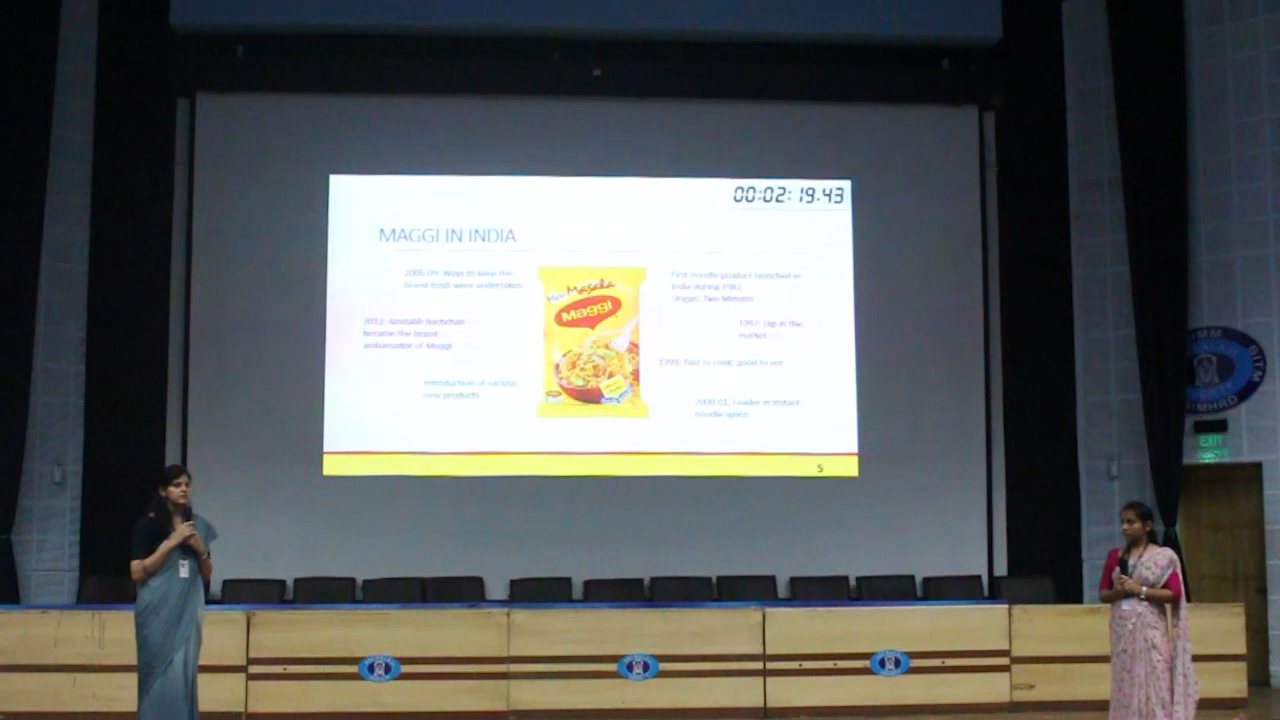 00:02:19.43
MAGGI IN INDIA
2005-09: Ways to keep the
brand fresh were undertaken
2012: Amitabh Bachchan
became the brand
ambassador of Maggi
Introduction of various
new products
Masala
Maggi
First noodle product launched in
India during
Slogan: Two Minutes
1997: Dip in the
market
1999: Fast to cook; good to eat
2000-01: Leader in instant
noodle space
5
EXIT